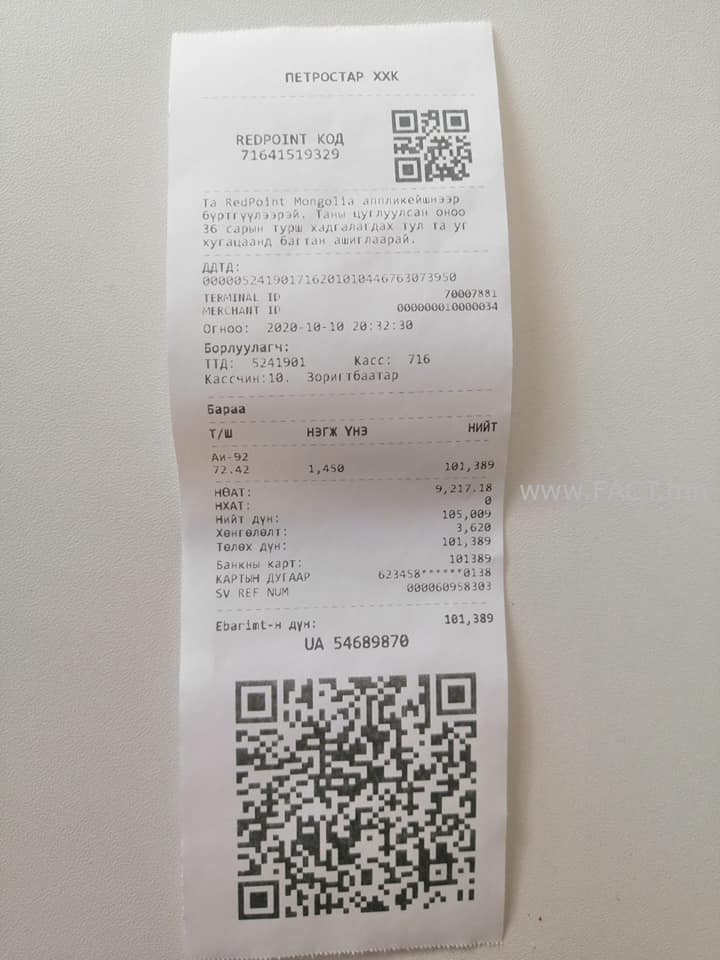 ПЕТРОСТАР ХХК
REDPOINT КОД
71641519329
Та RedPoint Mongolia аппликейшнээр
бүртгүүлээрэй. Таны цуглуулсан оноо
36 сарын турш хадгалагдах тул та уг
хугацаанд багтан ашиглаарай.
ДДТД:
000005241901716201010446763073950
TERMINAL ID 70007881
MERCHANT ID 000000010000034
Огноо: 2020-10-10 20:32:30
Борлуулагч:
ТТД: 5241901 Касс: 716
Кассчин:10. Зоригтбаатар
Бараа
Т/Ш НЭГЖ ҮНЭ НИЙТ
Аи-92
72.42 1,450 101,389
НӨАТ: 9,217.18
НХАТ: 0
Нийт дүн: 105,009
Хөнгөлөлт: 3,620
Төлөх дүн: 101,389
Банкны карт: 101389
КАРТЫН ДУГААР 623458******0138
SV REF NUM 000060958303
Ebarimt-н дүн: 101,389
UA 54689870
www.FACT.mn